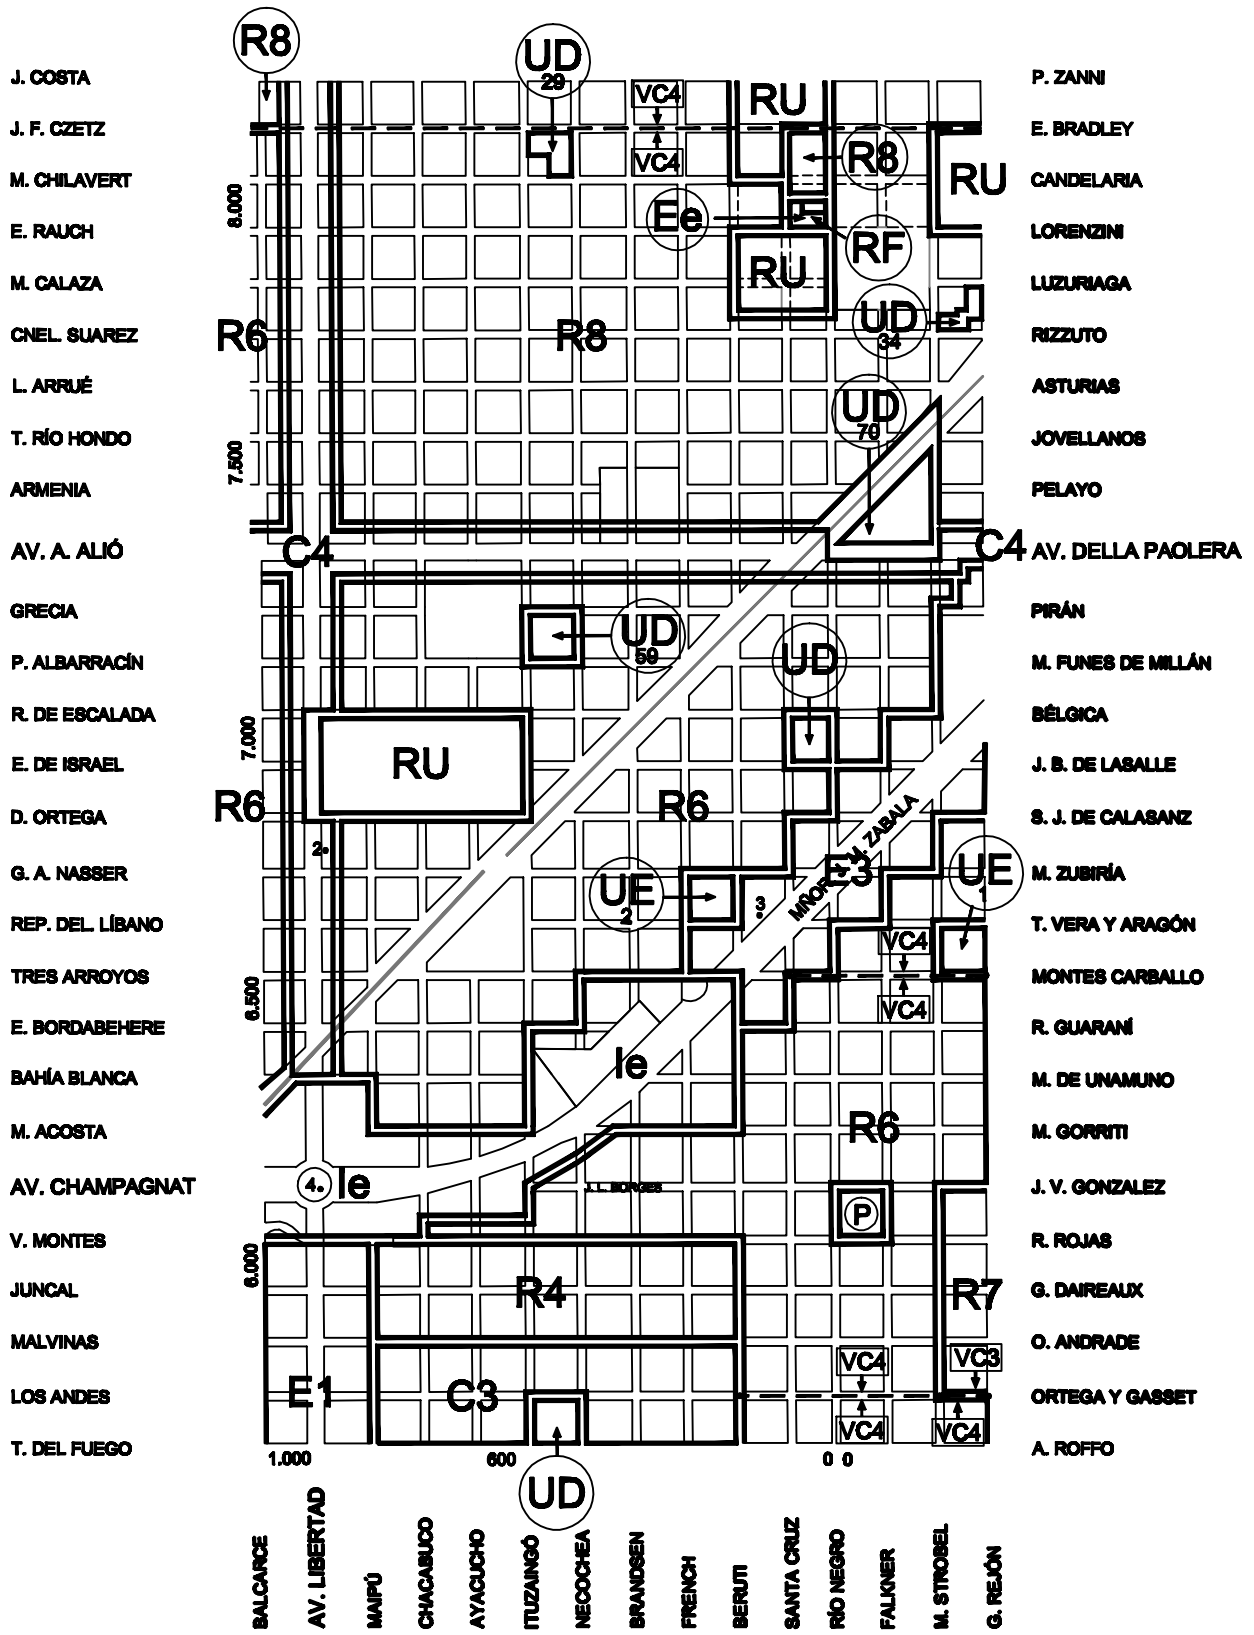 R8
UD
29
J. COSTA
P. ZANNI
VC4
RU
J. F. CZETZ
E. BRADLEY
VC4
R8
M. CHILAVERT
RU
CANDELARIA
8.000
Ee
E. RAUCH
LORENZINI
RF
M. CALAZA
RU
LUZURIAGA
CNEL. SUAREZ
R6
R8
UD
34
RIZZUTO
L. ARRUÉ
ASTURIAS
UD
70
T. RÍO HONDO
JOVELLANOS
7.500
ARMENIA
PELAYO
AV. A. ALIÓ
C4
C4
AV. DELLA PAOLERA
GRECIA
PIRÁN
UD
59
P. ALBARRACÍN
UD
M. FUNES DE MILLÁN
R. DE ESCALADA
BÉLGICA
7.000
E. DE ISRAEL
RU
J. B. DE LASALLE
R6
R6
D. ORTEGA
S. J. DE CALASANZ
MÑOR. J. M. ZABALA
2.
G. A. NASSER
E3
UE
1
M. ZUBIRÍA
UE
2
3
REP. DEL. LÍBANO
T. VERA Y ARAGÓN
VC4
TRES ARROYOS
MONTES CARBALLO
6.500
VC4
E. BORDABEHERE
R. GUARANÍ
Ie
BAHÍA BLANCA
M. DE UNAMUNO
M. ACOSTA
R6
M. GORRITI
AV. CHAMPAGNAT
4.
Ie
J. L. BORGES
J. V. GONZALEZ
P
V. MONTES
R. ROJAS
6.000
JUNCAL
R4
R7
G. DAIREAUX
MALVINAS
O. ANDRADE
VC4
VC3
LOS ANDES
E1
C3
ORTEGA Y GASSET
VC4
VC4
T. DEL FUEGO
A. ROFFO
1.000
600
0 0
UD
BALCARCE
AV. LIBERTAD
MAIPÚ
CHACABUCO
AYACUCHO
ITUZAINGÓ
NECOCHEA
BRANDSEN
FRENCH
BERUTI
SANTA CRUZ
RÍO NEGRO
FALKNER
M. STROBEL
G. REJÓN